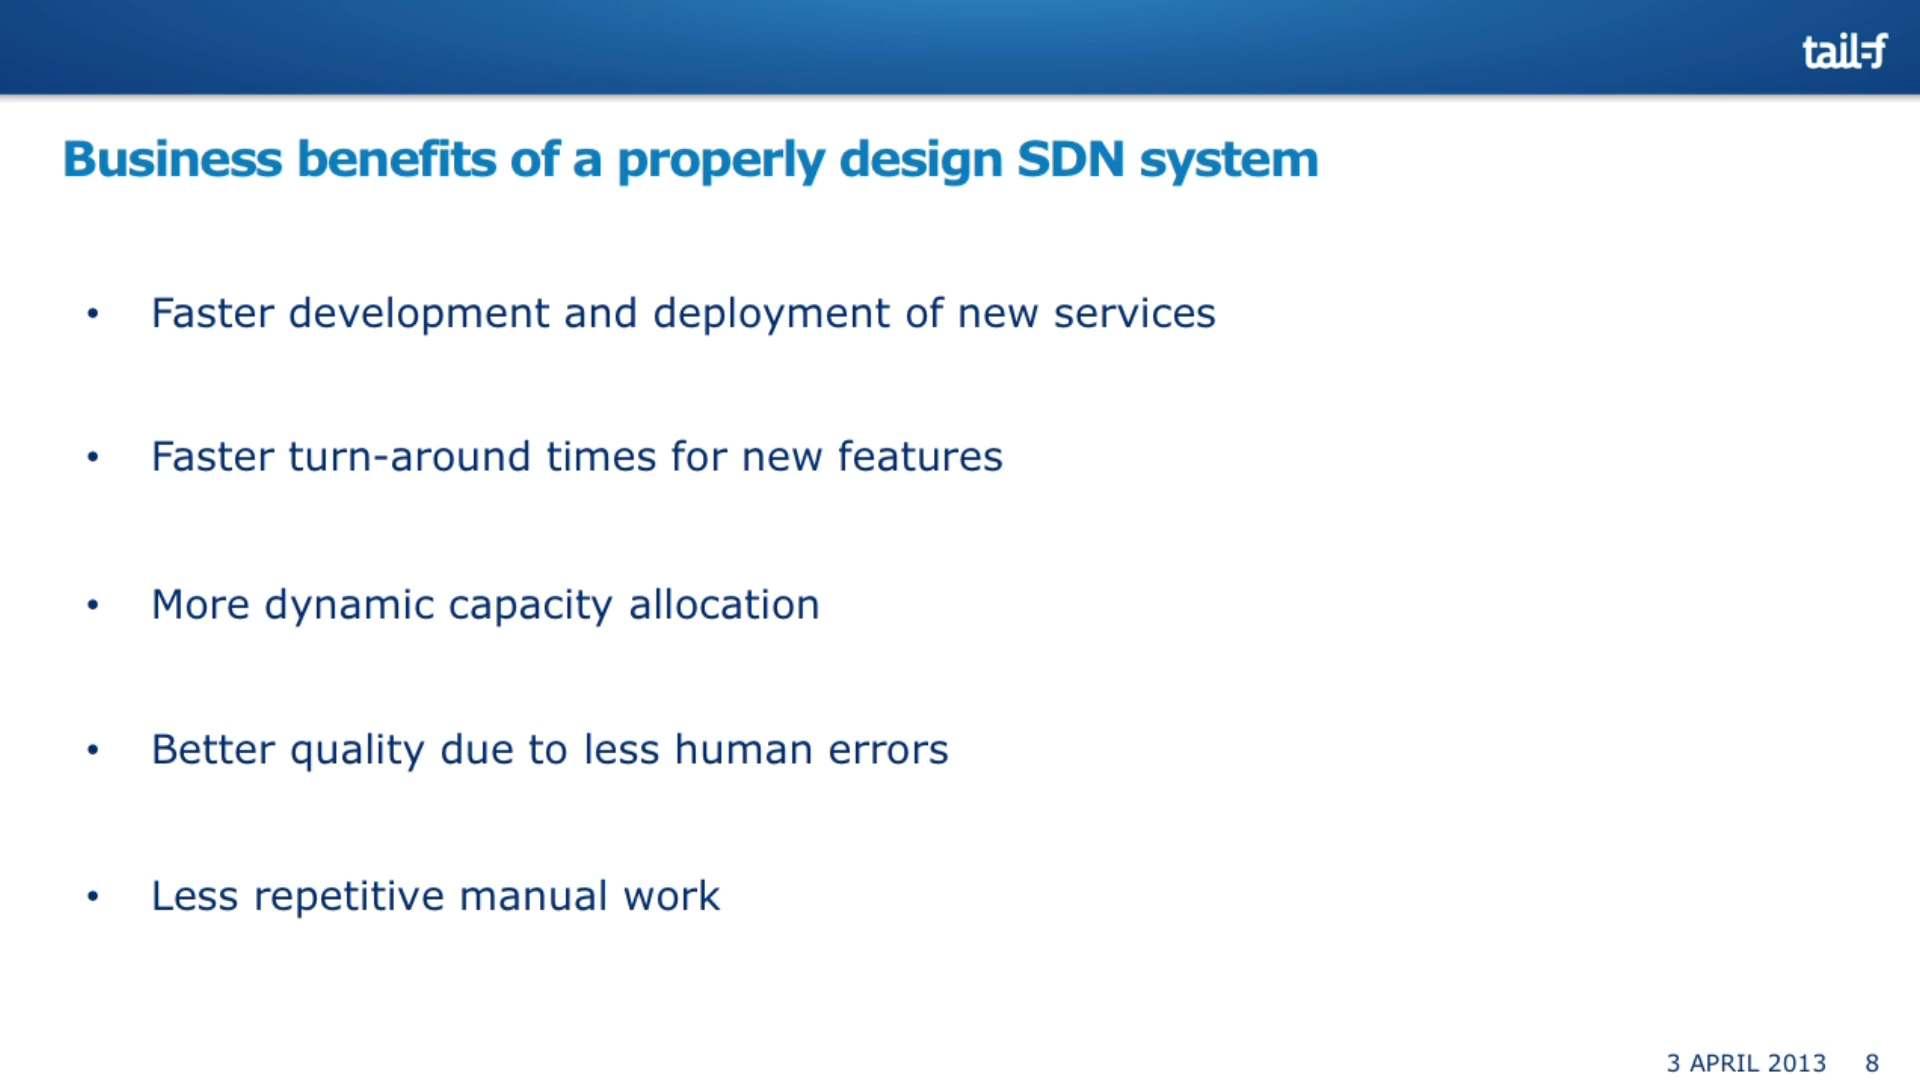 tail-f
Business benefits of a properly design SDN system
• Faster development and deployment of new services
• Faster turn-around times for new features
• More dynamic capacity allocation
• Better quality due to less human errors
• Less repetitive manual work
3 APRIL 2013 8